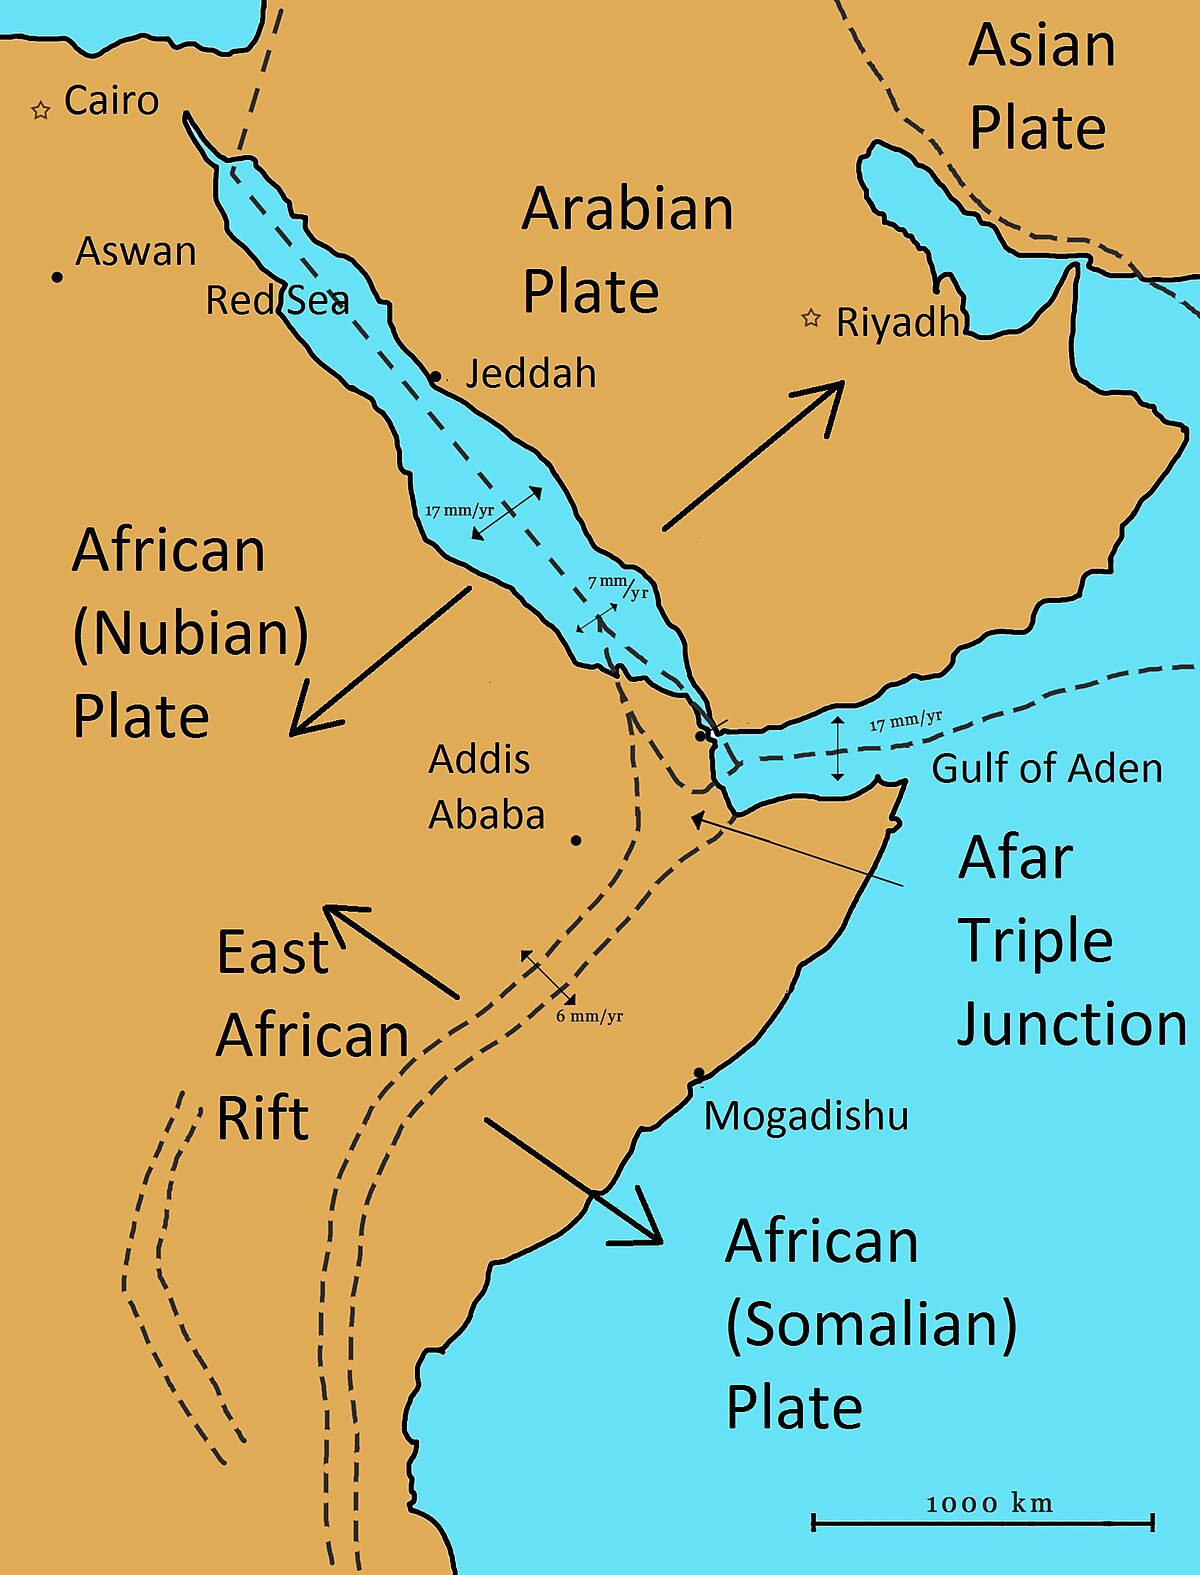 Asian
Plate
Cairo
Arabian
Plate
Aswan
Red Sea
Riyadh
Jeddah
17 mm/yr
African
(Nubian)
Plate
7 mm/yr
17 mm/yr
Addis
Ababa
Gulf of Aden
Afar
Triple
Junction
East
African
Rift
6 mm/yr
Mogadishu
African
(Somalian)
Plate
1000 km